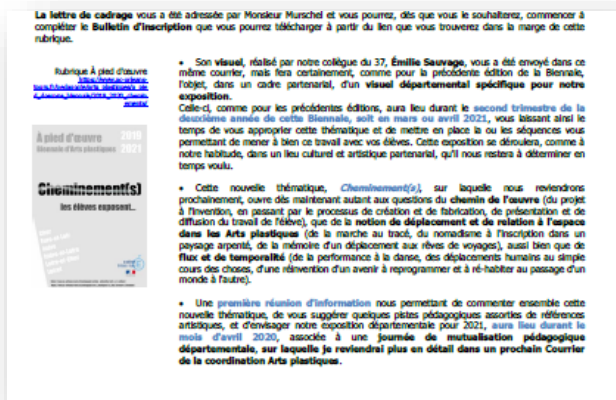 La lettre de cadrage vous a été adressée par Monsieur Murschel et vous pourrez, dès que vous le souhaiterez, commencer à
compléter le Bulletin d'inscription que vous pourrez télécharger à partir du lien que vous trouverez dans la marge de cette
rubrique.
Rubrique À pied d'œuvre
À pied d'œuvre 2019
Biennale d'Arts plastiques 2021
Cheminement(s)
les élèves exposent...
• Son visuel, réalisé par notre collègue du 37, Émilie Sauvage, vous a été envoyé dans ce
même courrier, mais fera certainement, comme pour la précédente édition de la Biennale,
l'objet, dans un cadre partenarial, d'un visuel départemental spécifique pour notre
exposition.
Celle-ci, comme pour les précédentes éditions, aura lieu durant le second trimestre de la
deuxième année de cette Biennale, soit en mars ou avril 2021, vous laissant ainsi le
temps de vous approprier cette thématique et de mettre en place la ou les séquences vous
permettant de mener à bien ce travail avec vos élèves. Cette exposition se déroulera, comme à
notre habitude, dans un lieu culturel et artistique partenarial, qu'il nous restera à déterminer en
temps voulu.
• Cette nouvelle thématique, Cheminement(s), sur laquelle nous reviendrons
prochainement, ouvre dès maintenant autant aux questions du chemin de l'œuvre (du projet
à l'invention, en passant par le processus de création et de fabrication, de présentation et de
diffusion du travail de l'élève), que de la notion de déplacement et de relation à l'espace
dans les Arts plastiques (de la marche au tracé, du nomadisme à l'inscription dans un
paysage arpenté, de la mémoire d'un déplacement aux rêves de voyages), aussi bien que de
flux et de temporalité (de la performance à la danse, des déplacements humains au simple
cours des choses, d'une réinvention d'un avenir à reprogrammer et à ré-habiter au passage d'un
monde à l'autre).
• Une première réunion d'information nous permettant de commenter ensemble cette
nouvelle thématique, de vous suggérer quelques pistes pédagogiques assorties de références
artistiques, et d'envisager notre exposition départementale pour 2021, aura lieu durant le
mois d'avril 2020, associée à une journée de mutualisation pédagogique
départementale, sur laquelle je reviendrai plus en détail dans un prochain Courrier
de la coordination Arts plastiques.